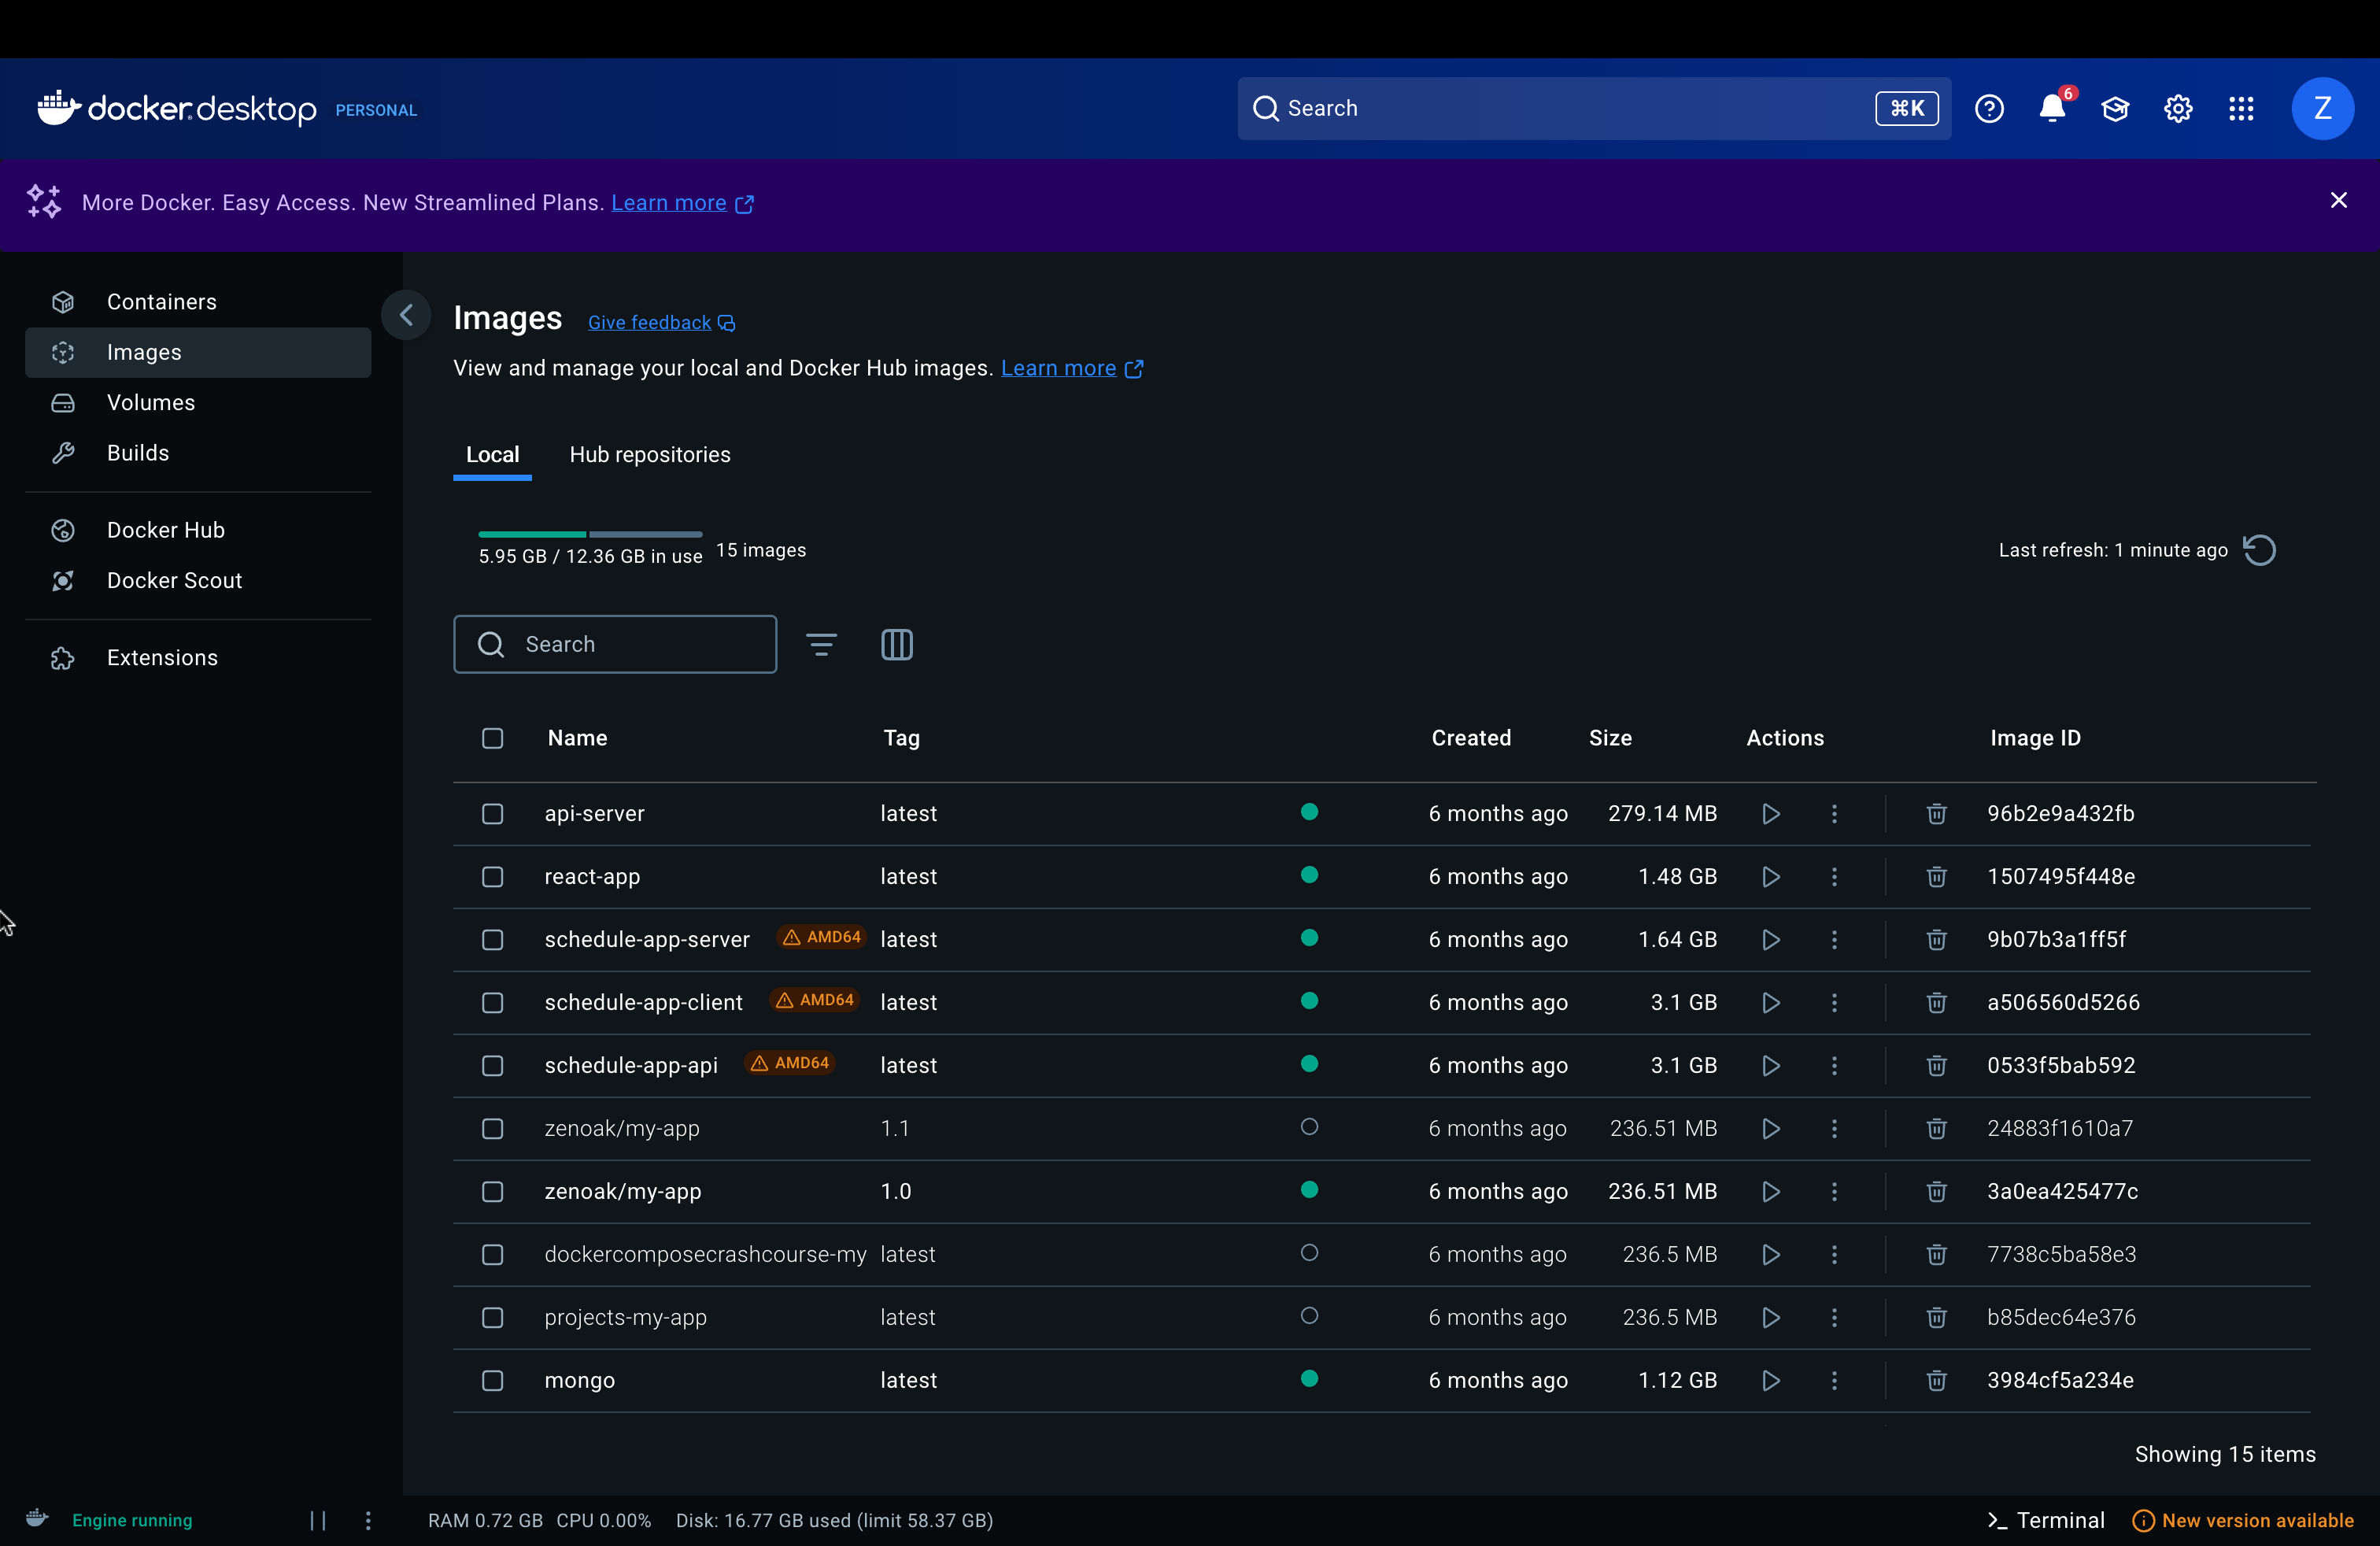 docker desktop PERSONAL
Search ⌘K
6
Z
More Docker. Easy Access. New Streamlined Plans. Learn more
Containers
Images
Volumes
Builds
Docker Hub
Docker Scout
Extensions
Images Give feedback
View and manage your local and Docker Hub images. Learn more
Local Hub repositories
5.95 GB / 12.36 GB in use 15 images
Last refresh: 1 minute ago
Search
Name Tag Created Size Actions Image ID
api-server latest 6 months ago 279.14 MB 96b2e9a432fb
react-app latest 6 months ago 1.48 GB 1507495f448e
schedule-app-server AMD64 latest 6 months ago 1.64 GB 9b07b3a1ff5f
schedule-app-client AMD64 latest 6 months ago 3.1 GB a506560d5266
schedule-app-api AMD64 latest 6 months ago 3.1 GB 0533f5bab592
zenoak/my-app 1.1 6 months ago 236.51 MB 24883f1610a7
zenoak/my-app 1.0 6 months ago 236.51 MB 3a0ea425477c
dockercomposecrashcourse-my latest 6 months ago 236.5 MB 7738c5ba58e3
projects-my-app latest 6 months ago 236.5 MB b85dec64e376
mongo latest 6 months ago 1.12 GB 3984cf5a234e
Showing 15 items
Engine running RAM 0.72 GB CPU 0.00% Disk: 16.77 GB used (limit 58.37 GB) Terminal New version available